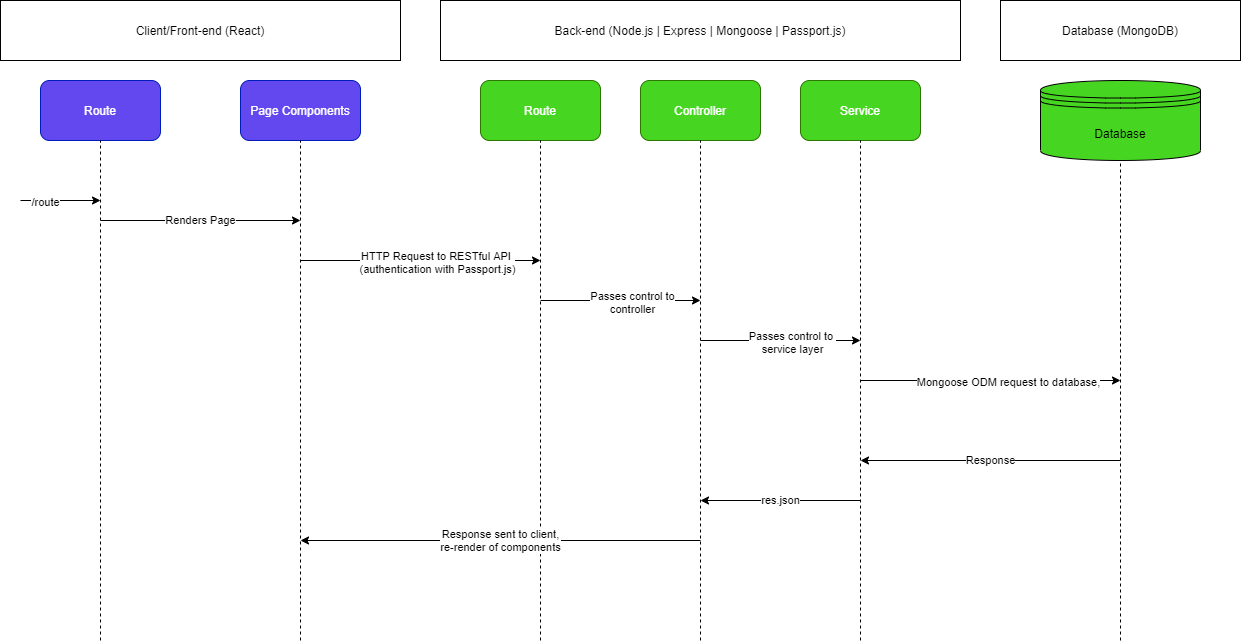 Client/Front-end (React)
Back-end (Node.js | Express | Mongoose | Passport.js)
Database (MongoDB)
Route
Page Components
Route
Controller
Service
Database
/route
Renders Page
HTTP Request to RESTful API
(authentication with Passport.js)
Passes control to
controller
Passes control to
service layer
Mongoose ODM request to database,
Response
res.json
Response sent to client,
re-render of components